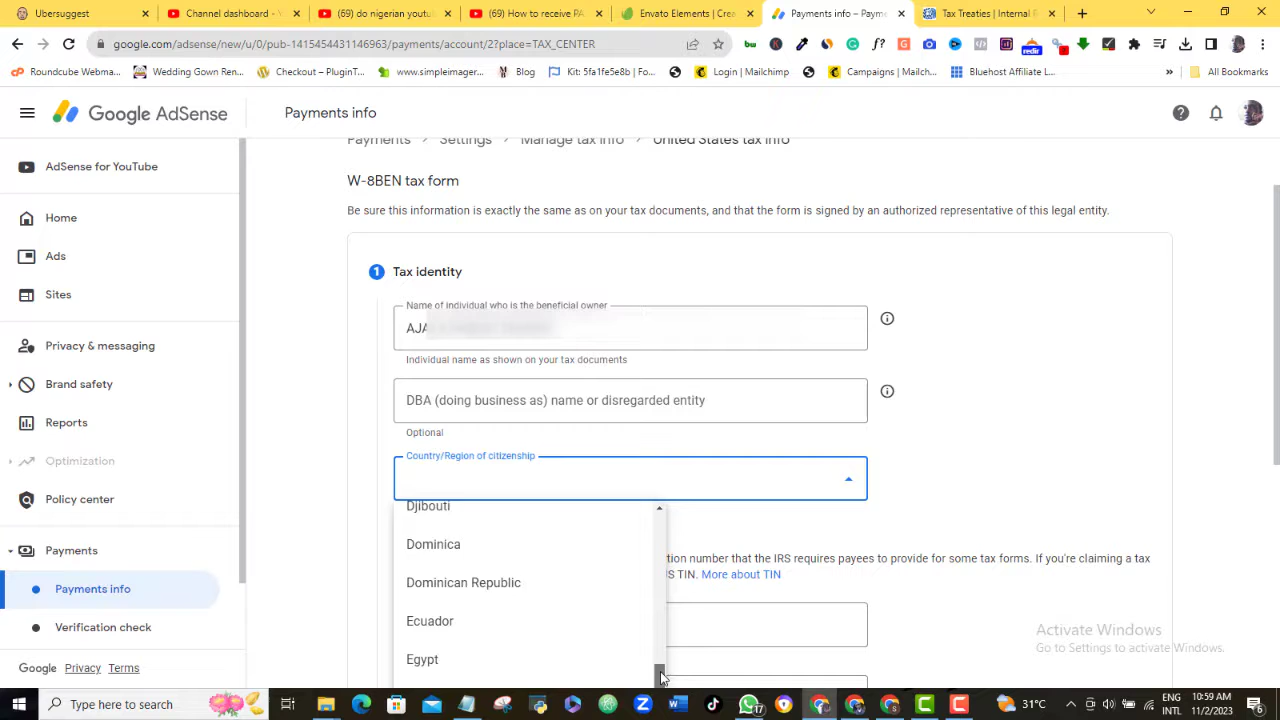 Ubersuggest
Channel dashboard - V
(69) do nigerian youtub
(69) How to receive PA
Envato Elements | Crea
Payments info – Payme
Tax Treaties | Internal
google.com/adsense/new/u/0/pub-1415454431146963/payments/account/2?place=TAX_CENTER
Roundcube Webma...
Wedding Gown Ren...
Checkout – Plugin1...
www.simpleimager...
Blog
Kit: 5fa1fe5e8b | Fo...
Login | Mailchimp
Campaigns | Mailch...
Bluehost Affiliate L...
»
All Bookmarks
Google AdSense
Payments info
Payments > Settings > Manage tax info > United States tax info
AdSense for YouTube
W-8BEN tax form
Be sure this information is exactly the same as on your tax documents, and that the form is signed by an authorized representative of this legal entity.
Home
Ads
Sites
1 Tax identity
Name of individual who is the beneficial owner
AJA
Individual name as shown on your tax documents
Privacy & messaging
Brand safety
Reports
Optimization
Policy center
Payments
Payments info
Verification check
DBA (doing business as) name or disregarded entity
Optional
Country/Region of citizenship
Djibouti
Dominica
Dominican Republic
Ecuador
Egypt
tion number that the IRS requires payees to provide for some tax forms. If you're claiming a tax
S TIN. More about TIN
Activate Windows
Go to Settings to activate Windows.
Google Privacy Terms
Type here to search
17
31°C
ENG
INTL
10:59 AM
11/2/2023
6